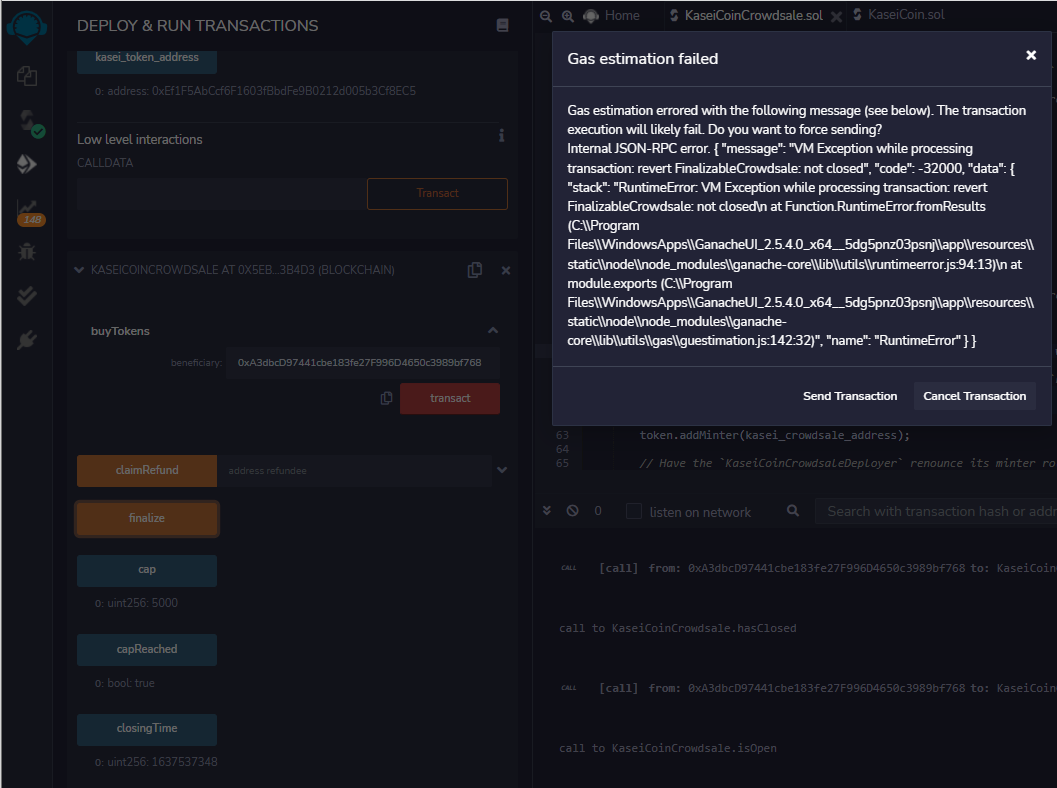 DEPLOY & RUN TRANSACTIONS
kasei_token_address
0: address: 0xEf1F5AbCcf6F1603fBbdFe9B0212d005b3Cf8EC5
Low level interactions
CALLDATA
Transact
148
KASEICOINCROWDSALE AT 0X5EB...3B4D3 (BLOCKCHAIN)
buyTokens
beneficiary:
0xA3dbcD97441cbe183fe27F996D4650c3989bf768
transact
claimRefund
address refundee
finalize
cap
0: uint256: 5000
capReached
0: bool: true
closingTime
0: uint256: 1637537348
Home
KaseiCoinCrowdsale.sol
KaseiCoin.sol
Gas estimation failed
Gas estimation errored with the following message (see below). The transaction
execution will likely fail. Do you want to force sending?
Internal JSON-RPC error. { "message": "VM Exception while processing
transaction: revert FinalizableCrowdsale: not closed", "code": -32000, "data": {
"stack": "RuntimeError: VM Exception while processing transaction: revert
FinalizableCrowdsale: not closed\n at Function.RuntimeError.fromResults
(C:\\Program
Files\\WindowsApps\\GanacheUI_2.5.4.0_x64__5dg5pnz03psnj\\app\\resources\\
static\\node\\node_modules\\ganache-core\\lib\\utils\\runtimeerror.js:94:13)\n at
module.exports (C:\\Program
Files\\WindowsApps\\GanacheUI_2.5.4.0_x64__5dg5pnz03psnj\\app\\resources\\
static\\node\\node_modules\\ganache-
core\\lib\\utils\\gas\\guestimation.js:142:32)", "name": "RuntimeError" } }
Send Transaction
Cancel Transaction
63 token.addMinter(kasei_crowdsale_address);
64
65 // Have the `KaseiCoinCrowdsaleDeployer` renounce its minter ro
0
listen on network
Search with transaction hash or addr
CALL [call] from: 0xA3dbcD97441cbe183fe27F996D4650c3989bf768 to: KaseiCoin
call to KaseiCoinCrowdsale.hasClosed
CALL [call] from: 0xA3dbcD97441cbe183fe27F996D4650c3989bf768 to: KaseiCoin
call to KaseiCoinCrowdsale.isOpen